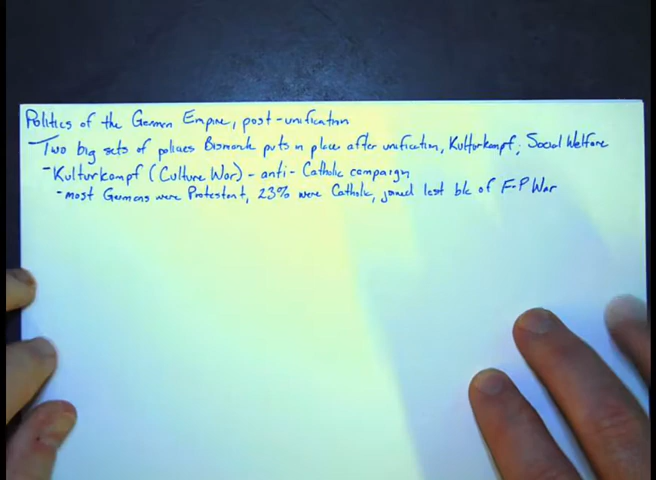 Politics of the German Empire, post-unification
- Two big sets of policies Bismarck puts in place after unification, Kulturkampf; Social Welfare
- Kulturkampf (Culture War) - anti-Catholic campaign
- most Germans were Protestant, 23% were Catholic, joined last b/c of F-P War